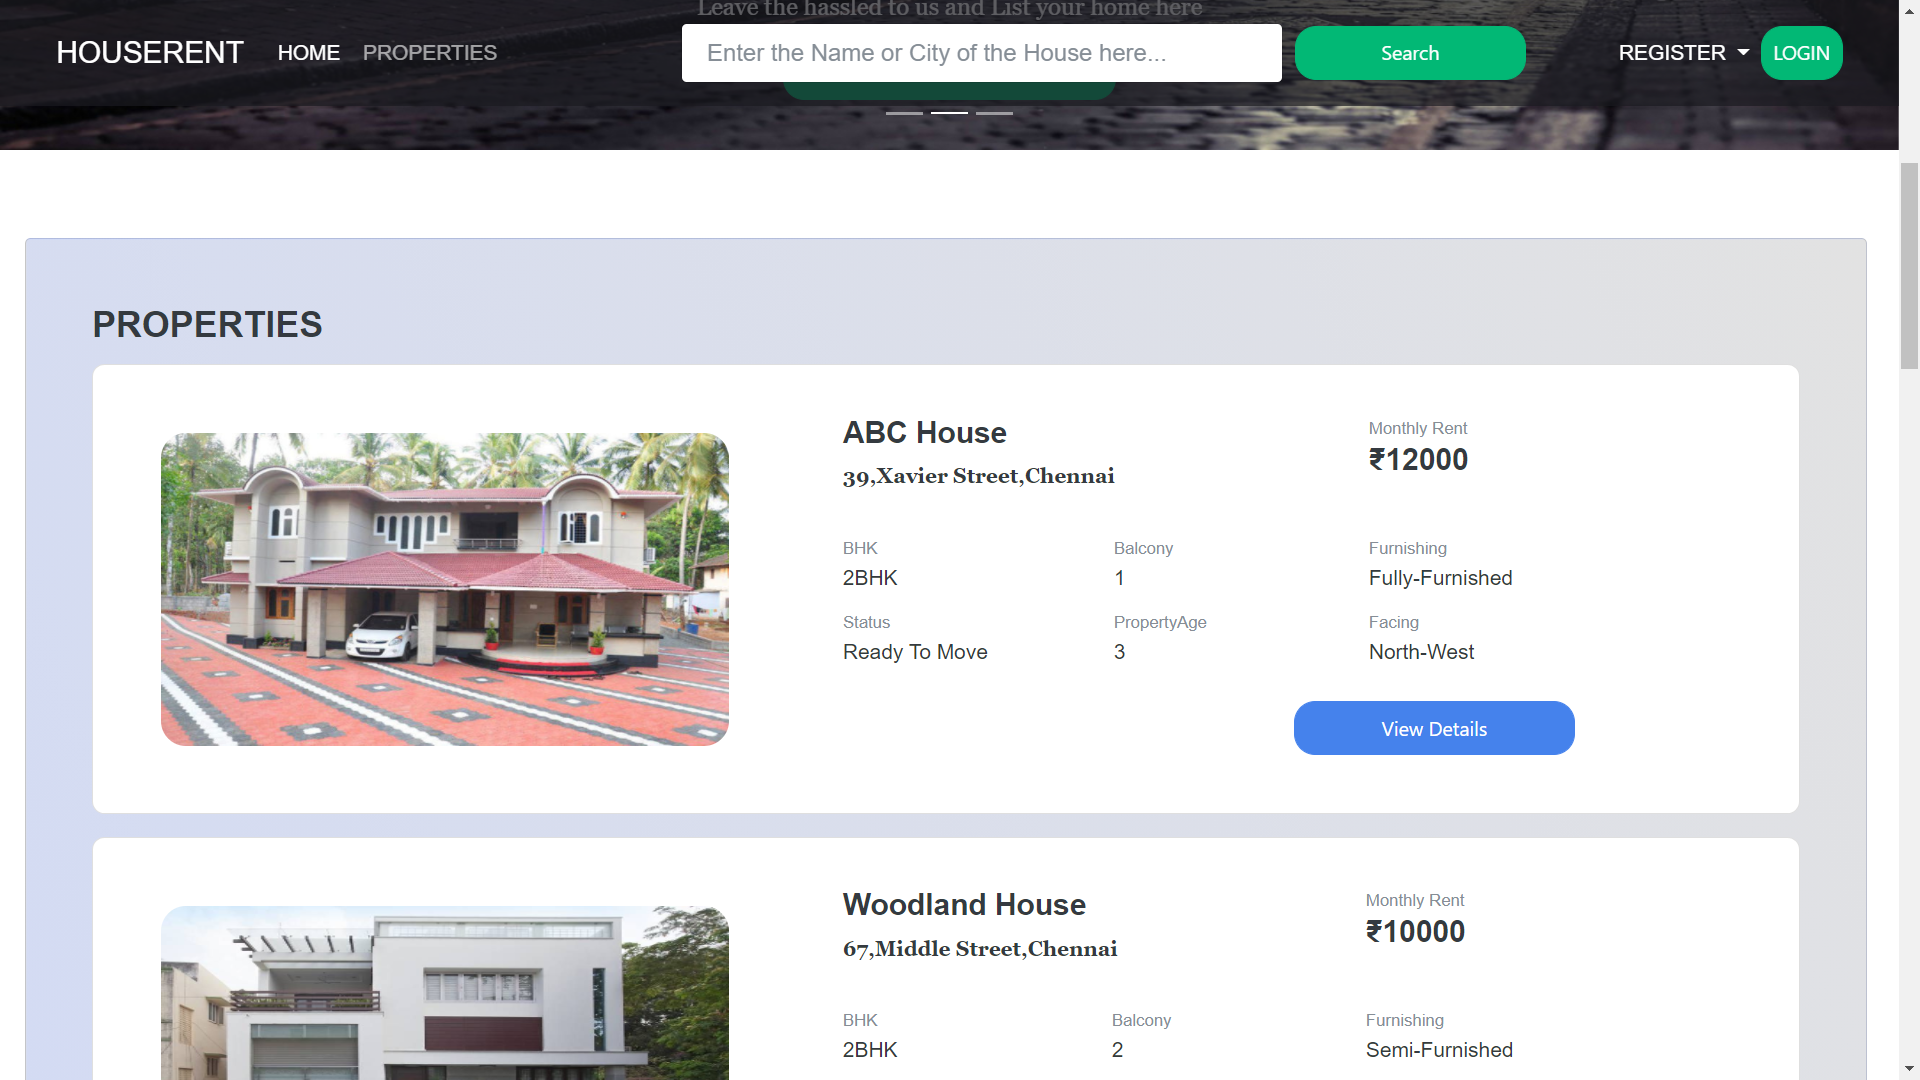 Leave the hassled to us and List your home here
HOUSERENT HOME PROPERTIES Enter the Name or City of the House here... Search REGISTER LOGIN
PROPERTIES
ABC House
39,Xavier Street,Chennai
Monthly Rent
₹12000
BHK Balcony Furnishing
2BHK 1 Fully-Furnished
Status PropertyAge Facing
Ready To Move 3 North-West
View Details
Woodland House
67,Middle Street,Chennai
Monthly Rent
₹10000
BHK Balcony Furnishing
2BHK 2 Semi-Furnished